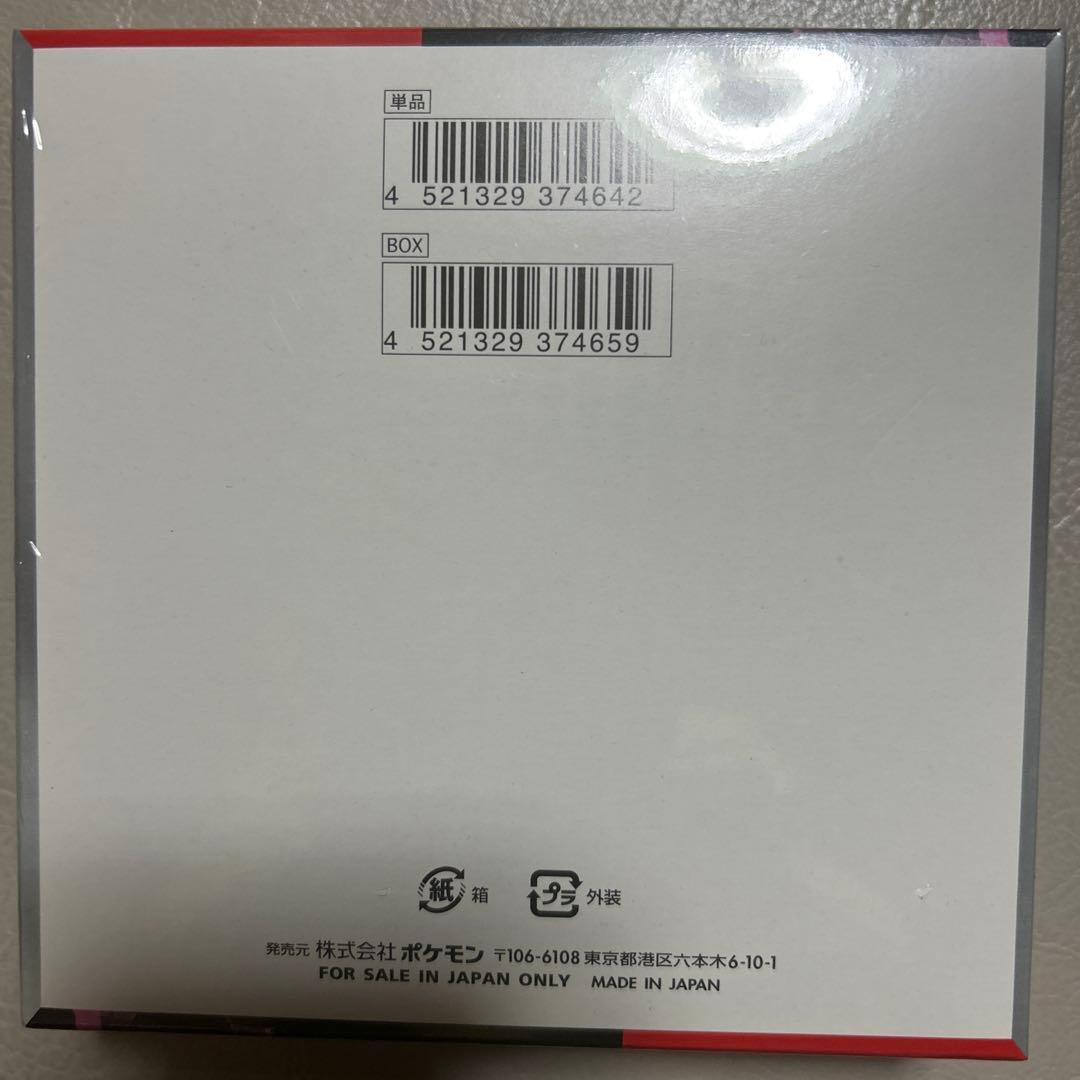 単品
4 521329 374642
BOX
4 521329 374659
紙 箱 プラ 外装
発売元 株式会社ポケモン 〒106-6108 東京都港区六本木6-10-1
FOR SALE IN JAPAN ONLY MADE IN JAPAN